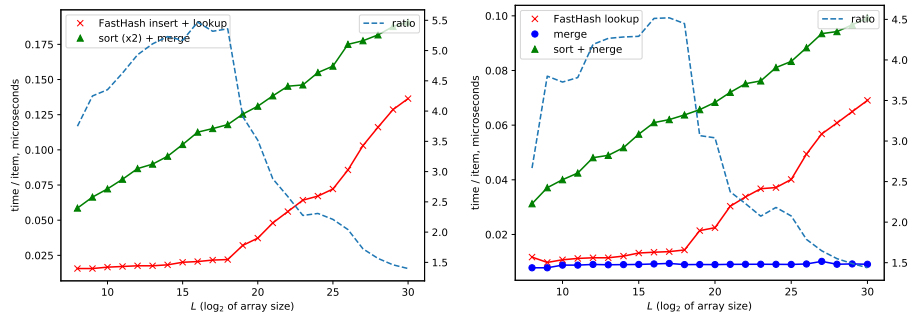 FastHash insert + lookup
sort (x2) + merge
ratio
time / item, microseconds
0.175
0.150
0.125
0.100
0.075
0.050
0.025
5.5
5.0
4.5
4.0
3.5
3.0
2.5
2.0
1.5
10 15 20 25 30
L (log₂ of array size)
FastHash lookup
merge
sort + merge
ratio
time / item, microseconds
0.10
0.08
0.06
0.04
0.02
4.5
4.0
3.5
3.0
2.5
2.0
1.5
10 15 20 25 30
L (log₂ of array size)